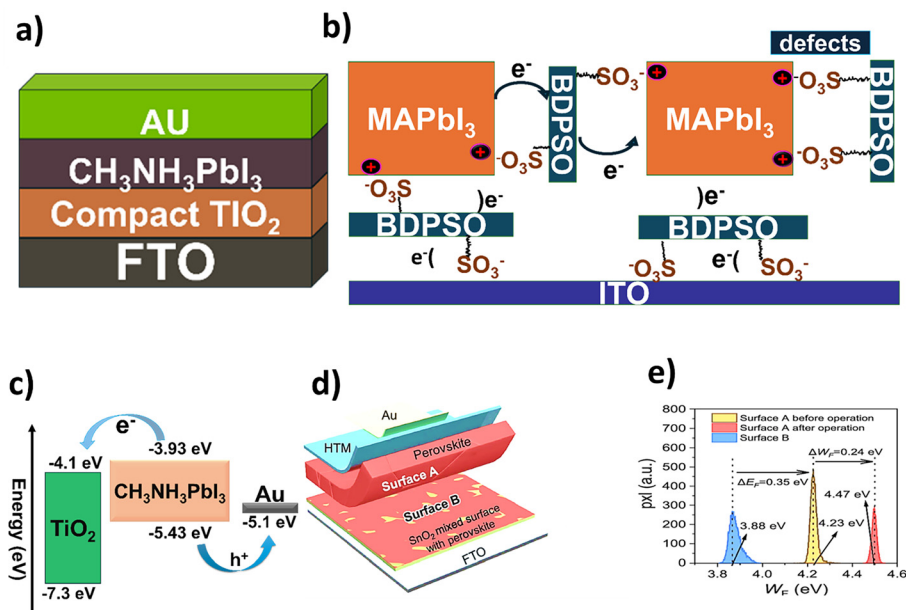 a)
AU
CH₃NH₃PbI₃
Compact TIO₂
FTO
b)
defects
MAPbI₃
e⁻
BDPSO
SO₃⁻
⁻O₃S
e⁻
MAPbI₃
⁻O₃S
BDPSO
⁻O₃S
⁻O₃S
)e⁻
BDPSO
e⁻(
SO₃⁻
)e⁻
BDPSO
⁻O₃S
e⁻(
SO₃⁻
ITO
c)
Energy (eV)
e⁻
-4.1 eV
-3.93 eV
TiO₂
CH₃NH₃PbI₃
Au
-5.1 eV
-5.43 eV
h⁺
-7.3 eV
d)
Au
HTM
Perovskite
Surface A
Surface B
SnO₂ mixed surface
with perovskite
FTO
e)
800
700
600
500
400
300
200
100
0
pxl (a.u.)
Surface A before operation
Surface A after operation
Surface B
ΔW_F=0.24 eV
ΔE_F=0.35 eV
4.47 eV
3.88 eV
4.23 eV
3.8 4.0 4.2 4.4 4.6
W_F (eV)